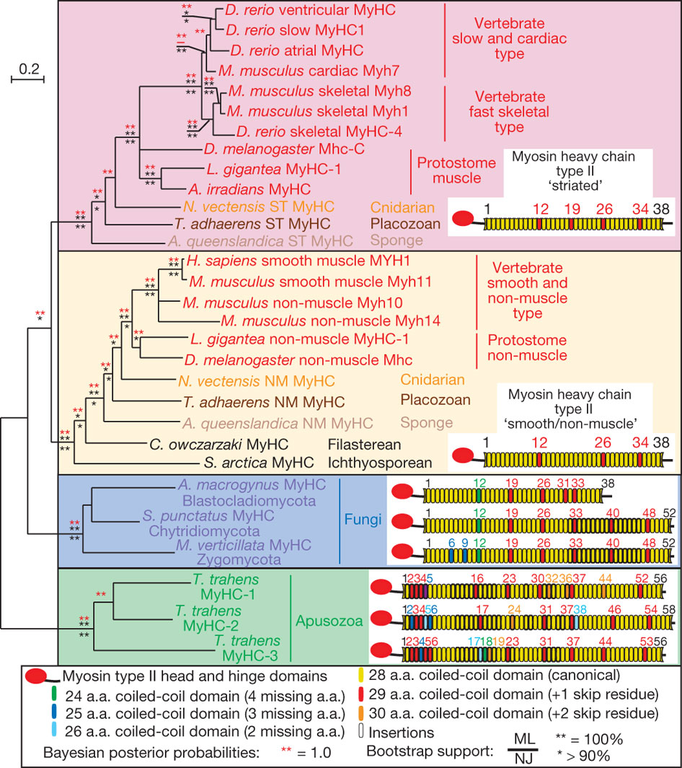 0.2
D. rerio ventricular MyHC
D. rerio slow MyHC1
D. rerio atrial MyHC
M. musculus cardiac Myh7
Vertebrate
slow and cardiac
type
M. musculus skeletal Myh8
M. musculus skeletal Myh1
D. rerio skeletal MyHC-4
Vertebrate
fast skeletal
type
D. melanogaster Mhc-C
L. gigantea MyHC-1
A. irradians MyHC
Protostome
muscle
N. vectensis ST MyHC Cnidarian
T. adhaerens ST MyHC Placozoan
A. queenslandica ST MyHC Sponge
Myosin heavy chain
type II
‘striated’
1 12 19 26 34 38
H. sapiens smooth muscle MYH1
M. musculus smooth muscle Myh11
M. musculus non-muscle Myh10
M. musculus non-muscle Myh14
Vertebrate
smooth and
non-muscle
type
L. gigantea non-muscle MyHC-1
D. melanogaster non-muscle Mhc
Protostome
non-muscle
N. vectensis NM MyHC Cnidarian
T. adhaerens NM MyHC Placozoan
A. queenslandica NM MyHC Sponge
C. owczarzaki MyHC Filasterean
S. arctica MyHC Ichthyosporean
Myosin heavy chain
type II
‘smooth/non-muscle’
1 12 26 34 38
A. macrogynus MyHC
Blastocladiomycota
S. punctatus MyHC
Chytridiomycota
M. verticillata MyHC
Zygomycota
Fungi
1 12 19 26 31 33 38
1 12 19 26 33 40 48 52
1 6 9 12 19 26 33 40 48 52
T. trahens
MyHC-1
T. trahens
MyHC-2
T. trahens
MyHC-3
Apusozoa
12345 16 23 30 32 36 37 44 52 56
1 2 3 4 5 6 17 24 31 37 38 46 54 58
1 2 3 4 5 6 17 18 19 23 31 37 44 53 56
Myosin type II head and hinge domains
24 a.a. coiled-coil domain (4 missing a.a.)
25 a.a. coiled-coil domain (3 missing a.a.)
26 a.a. coiled-coil domain (2 missing a.a.)
Bayesian posterior probabilities: ** = 1.0
28 a.a. coiled-coil domain (canonical)
29 a.a. coiled-coil domain (+1 skip residue)
30 a.a. coiled-coil domain (+2 skip residue)
Insertions
Bootstrap support: ML
NJ
** = 100%
* > 90%